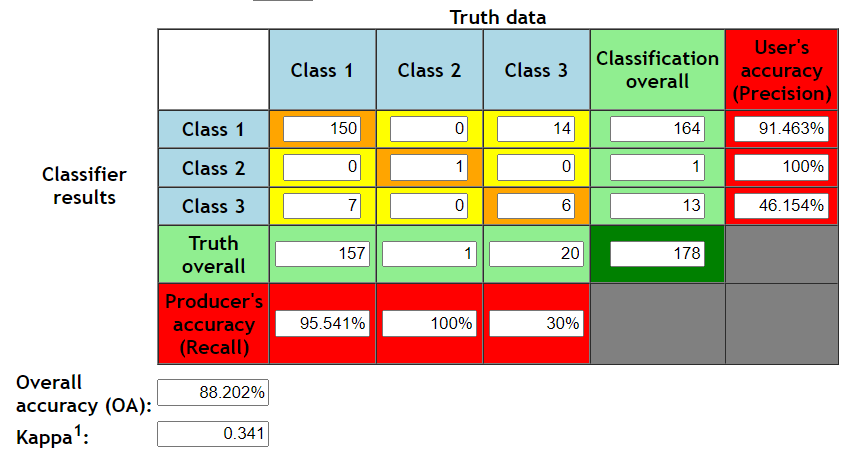 Truth data
Class 1 Class 2 Class 3 Classification overall User's accuracy (Precision)
Classifier results
Class 1 150 0 14 164 91.463%
Class 2 0 1 0 1 100%
Class 3 7 0 6 13 46.154%
Truth overall 157 1 20 178
Producer's accuracy (Recall) 95.541% 100% 30%
Overall accuracy (OA): 88.202%
Kappa1: 0.341